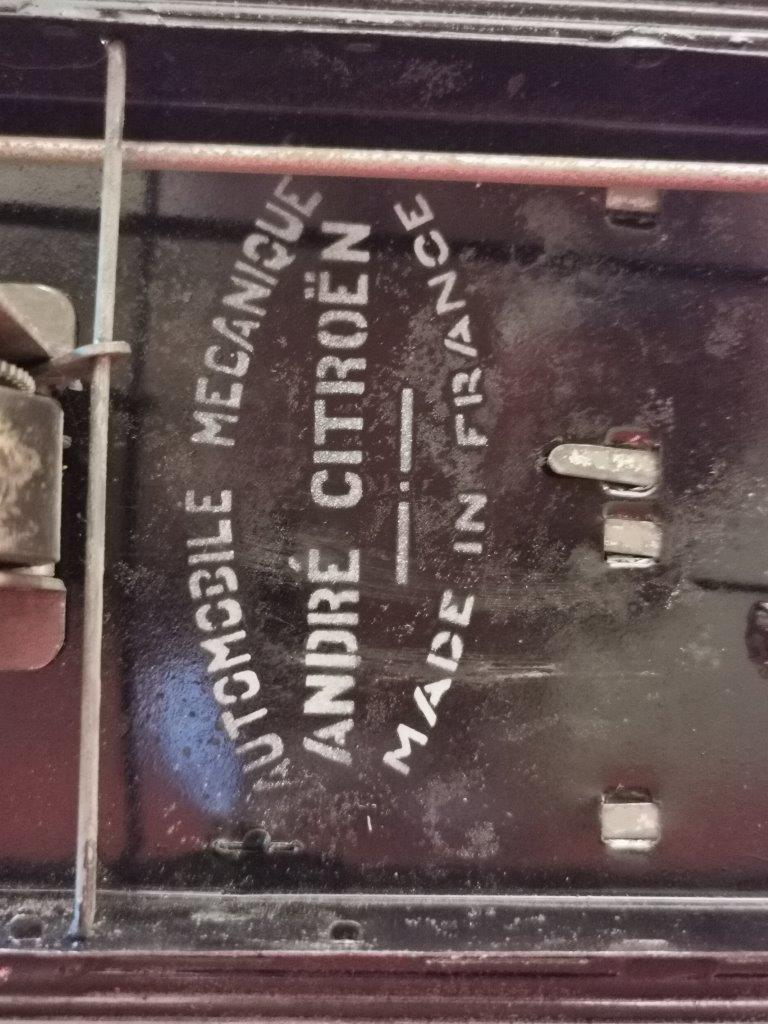 AUTOMOBILE MECANIQUE
ANDRÉ CITROËN
MADE IN FRANCE